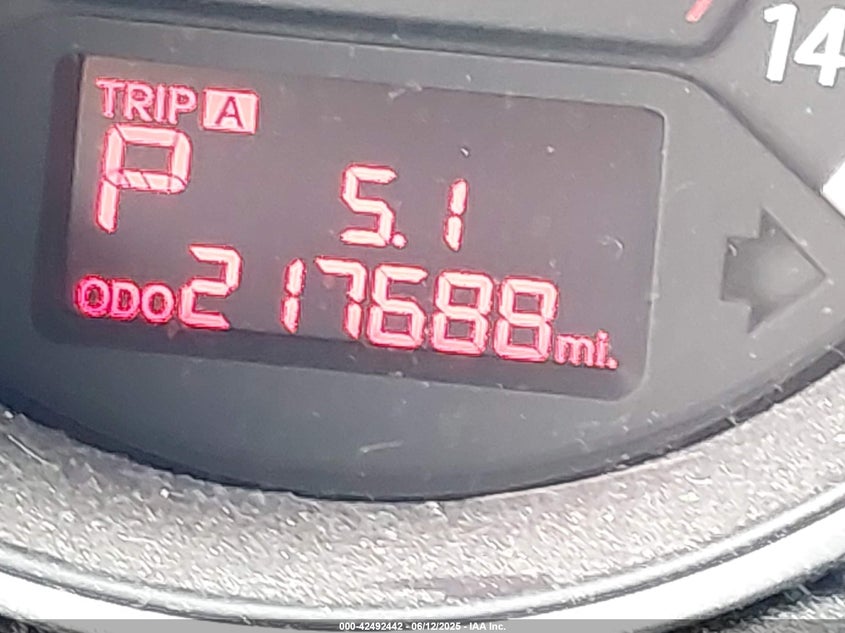 14
TRIP A
P 5.1
ODO 217688 mi.
000-42492442 - 06/12/2025 - IAA Inc.